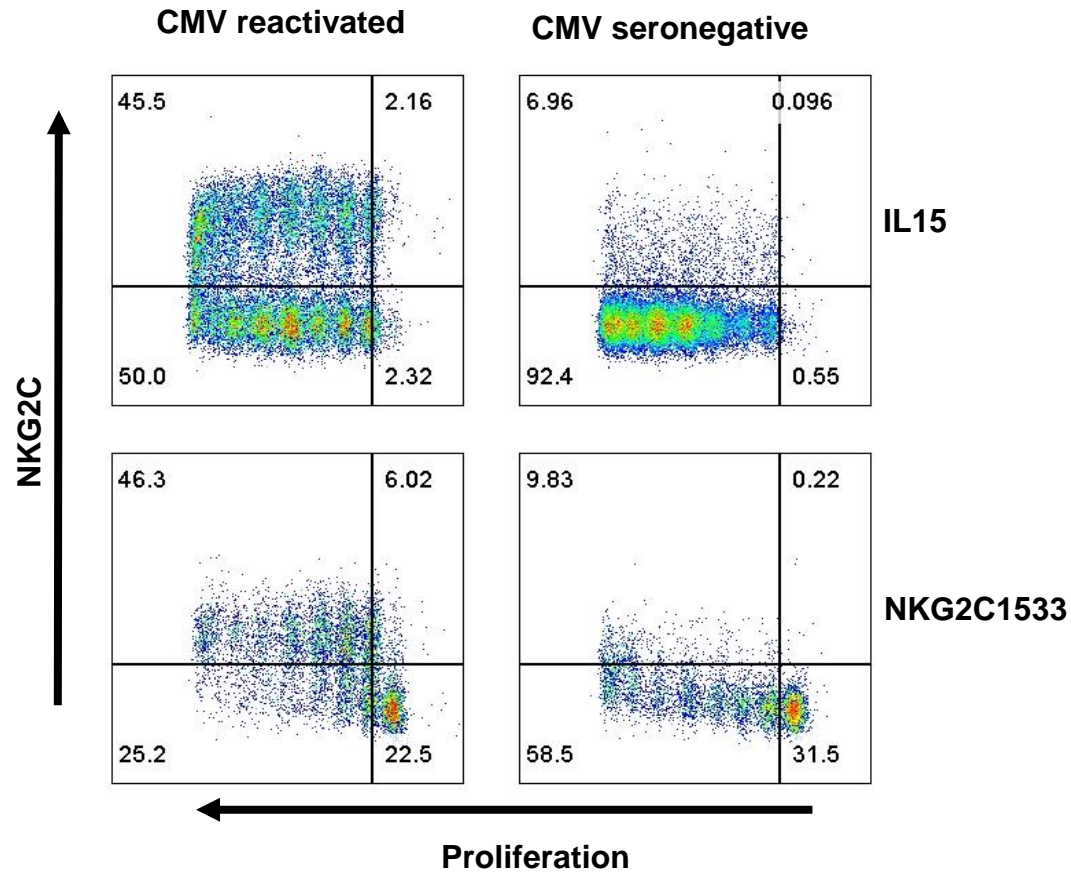 CMV reactivated
CMV seronegative
45.5
2.16
6.96
0.096
IL15
50.0
2.32
92.4
0.55
NKG2C
46.3
6.02
9.83
0.22
NKG2C1533
25.2
22.5
58.5
31.5
Proliferation